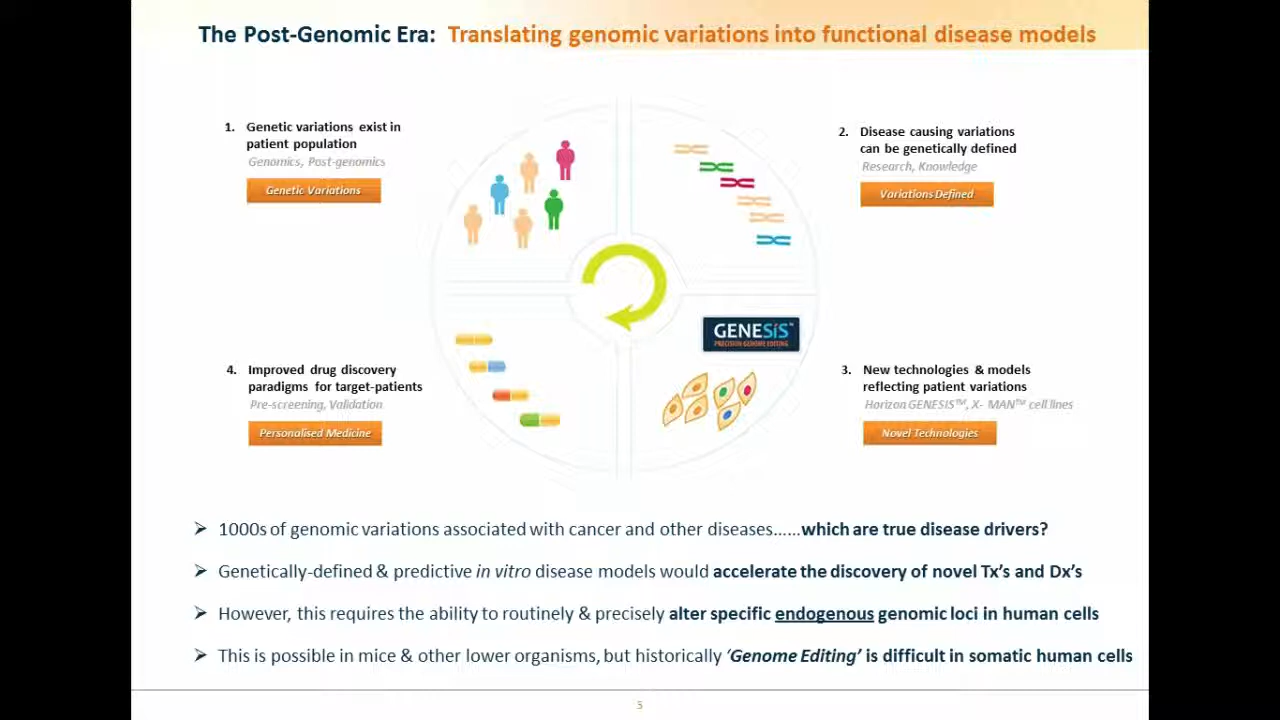 The Post-Genomic Era: Translating genomic variations into functional disease models
1. Genetic variations exist in
patient population
Genomics, Post-genomics
Genetic Variations
2. Disease causing variations
can be genetically defined
Research, Knowledge
Variations Defined
GENESIS™
PRECISION GENOME EDITING
3. New technologies & models
reflecting patient variations
Horizon GENESIS™, X- MAN™ cell lines
Novel Technologies
4. Improved drug discovery
paradigms for target-patients
Pre-screening, Validation
Personalised Medicine
➢ 1000s of genomic variations associated with cancer and other diseases......which are true disease drivers?
➢ Genetically-defined & predictive in vitro disease models would accelerate the discovery of novel Tx's and Dx's
➢ However, this requires the ability to routinely & precisely alter specific endogenous genomic loci in human cells
➢ This is possible in mice & other lower organisms, but historically 'Genome Editing' is difficult in somatic human cells
5